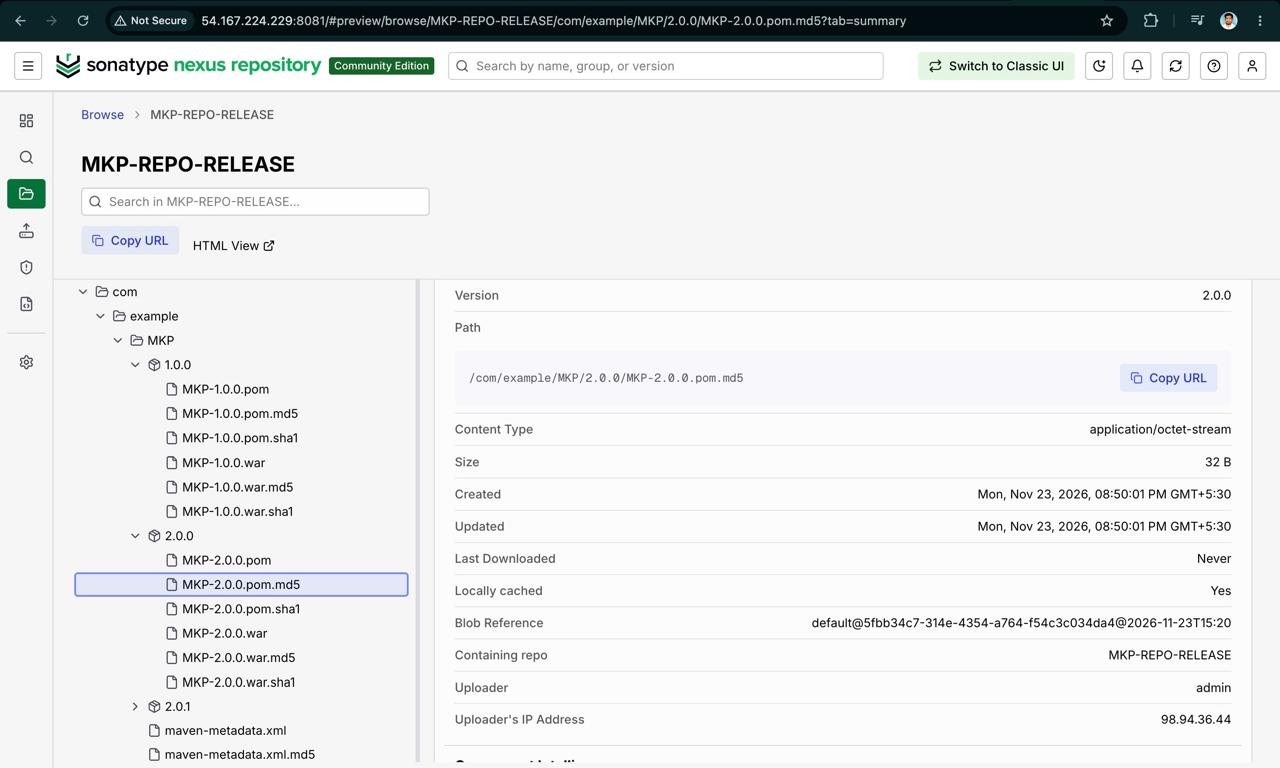 Not Secure 54.167.224.229:8081/#preview/browse/MKP-REPO-RELEASE/com/example/MKP/2.0.0/MKP-2.0.0.pom.md5?tab=summary
sonatype nexus repository Community Edition Search by name, group, or version Switch to Classic UI
Browse > MKP-REPO-RELEASE
MKP-REPO-RELEASE
Search in MKP-REPO-RELEASE...
Copy URL HTML View
com
example
MKP
1.0.0
MKP-1.0.0.pom
MKP-1.0.0.pom.md5
MKP-1.0.0.pom.sha1
MKP-1.0.0.war
MKP-1.0.0.war.md5
MKP-1.0.0.war.sha1
2.0.0
MKP-2.0.0.pom
MKP-2.0.0.pom.md5
MKP-2.0.0.pom.sha1
MKP-2.0.0.war
MKP-2.0.0.war.md5
MKP-2.0.0.war.sha1
2.0.1
maven-metadata.xml
maven-metadata.xml.md5
Version 2.0.0
Path
/com/example/MKP/2.0.0/MKP-2.0.0.pom.md5 Copy URL
Content Type application/octet-stream
Size 32 B
Created Mon, Nov 23, 2026, 08:50:01 PM GMT+5:30
Updated Mon, Nov 23, 2026, 08:50:01 PM GMT+5:30
Last Downloaded Never
Locally cached Yes
Blob Reference default@5fbb34c7-314e-4354-a764-f54c3c034da4@2026-11-23T15:20
Containing repo MKP-REPO-RELEASE
Uploader admin
Uploader's IP Address 98.94.36.44